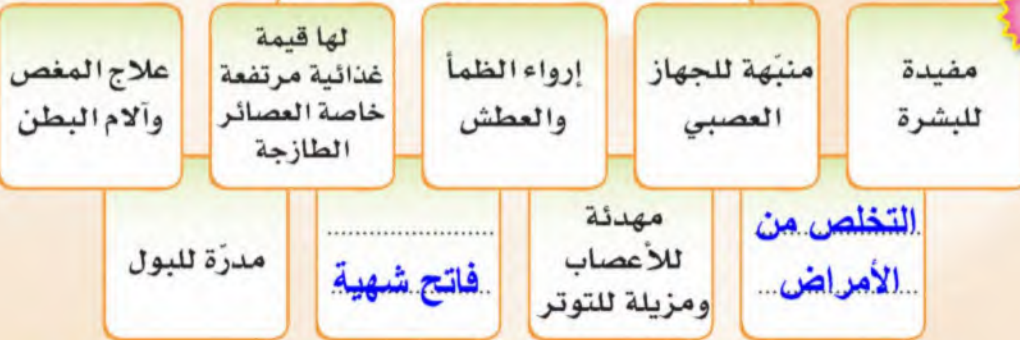 مفيدة
للبشرة
منبّهة للجهاز
العصبي
إرواء الظمأ
والعطش
لها قيمة
غذائية مرتفعة
خاصة العصائر
الطازجة
علاج المغص
وآلام البطن
التخلص من
الأمراض
مهدئة
للأعصاب
ومزيلة للتوتر
فاتح شهية
مدرّة للبول